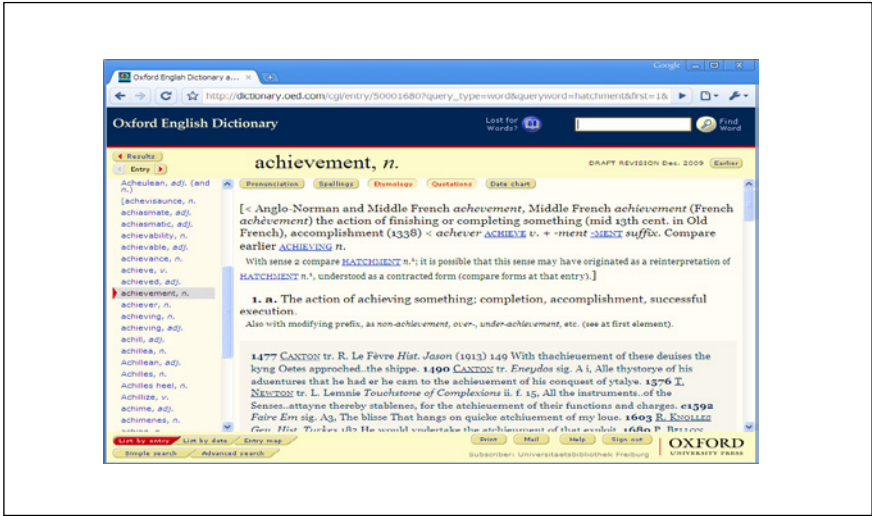 Google
Oxford English Dictionary a...
http://dictionary.oed.com/cgi/entry/50001680?query_type=word&queryword=hatchment&first=1&
Oxford English Dictionary
Lost for Words?
Find Word
Results
Entry
achievement, n.
DRAFT REVISION Dec. 2009
Earlier
Pronunciation Spellings Etymology Quotations Date chart
Acheulean, adj. (and n.)
[achevisaunce, n.
achiasmate, adj.
achiasmatic, adj.
achievability, n.
achievable, adj.
achievance, n.
achieve, v.
achieved, adj.
achievement, n.
achiever, n.
achieving, n.
achieving, adj.
achill, adj.
achillea, n.
Achillean, adj.
Achilles, n.
Achilles heel, n.
Achillize, v.
achime, adj.
achimenes, n.
[< Anglo-Norman and Middle French achevement, Middle French achievement (French
achèvement) the action of finishing or completing something (mid 13th cent. in Old
French), accomplishment (1338) < achever ACHIEVE v. + -ment -MENT suffix. Compare
earlier ACHIEVING n.
With sense 2 compare HATCHMENT n.¹; it is possible that this sense may have originated as a reinterpretation of
HATCHMENT n.¹, understood as a contracted form (compare forms at that entry).]
1. a. The action of achieving something; completion, accomplishment, successful
execution.
Also with modifying prefix, as non-achievement, over-, under-achievement, etc. (see at first element).
1477 CAXTON tr. R. Le Fèvre Hist. Jason (1913) 149 With thachieuement of these deuises the
kyng Oetes approched..the shippe. 1490 CAXTON tr. Eneydos sig. A i, Alle thystorye of his
aduentures that he had er he cam to the achieuement of his conquest of ytalye. 1576 T.
NEWTON tr. L. Lemnie Touchstone of Complexions ii. f. 15, All the instruments..of the
Senses..attayne thereby stablenes, for the atchieuement of their functions and charges. c1592
Faire Em sig. A3, The blisse That hangs on quicke atchiuement of my loue. 1603 R. KNOLLES
Gen. Hist. Turkes 187 He would vndertake the atchieuement of that exploit. 1680 P.
List by entry List by date Entry map
Simple search Advanced search
Print Mail Help Sign out
Subscriber: Universitaetsbibliothek Freiburg
OXFORD
UNIVERSITY PRESS